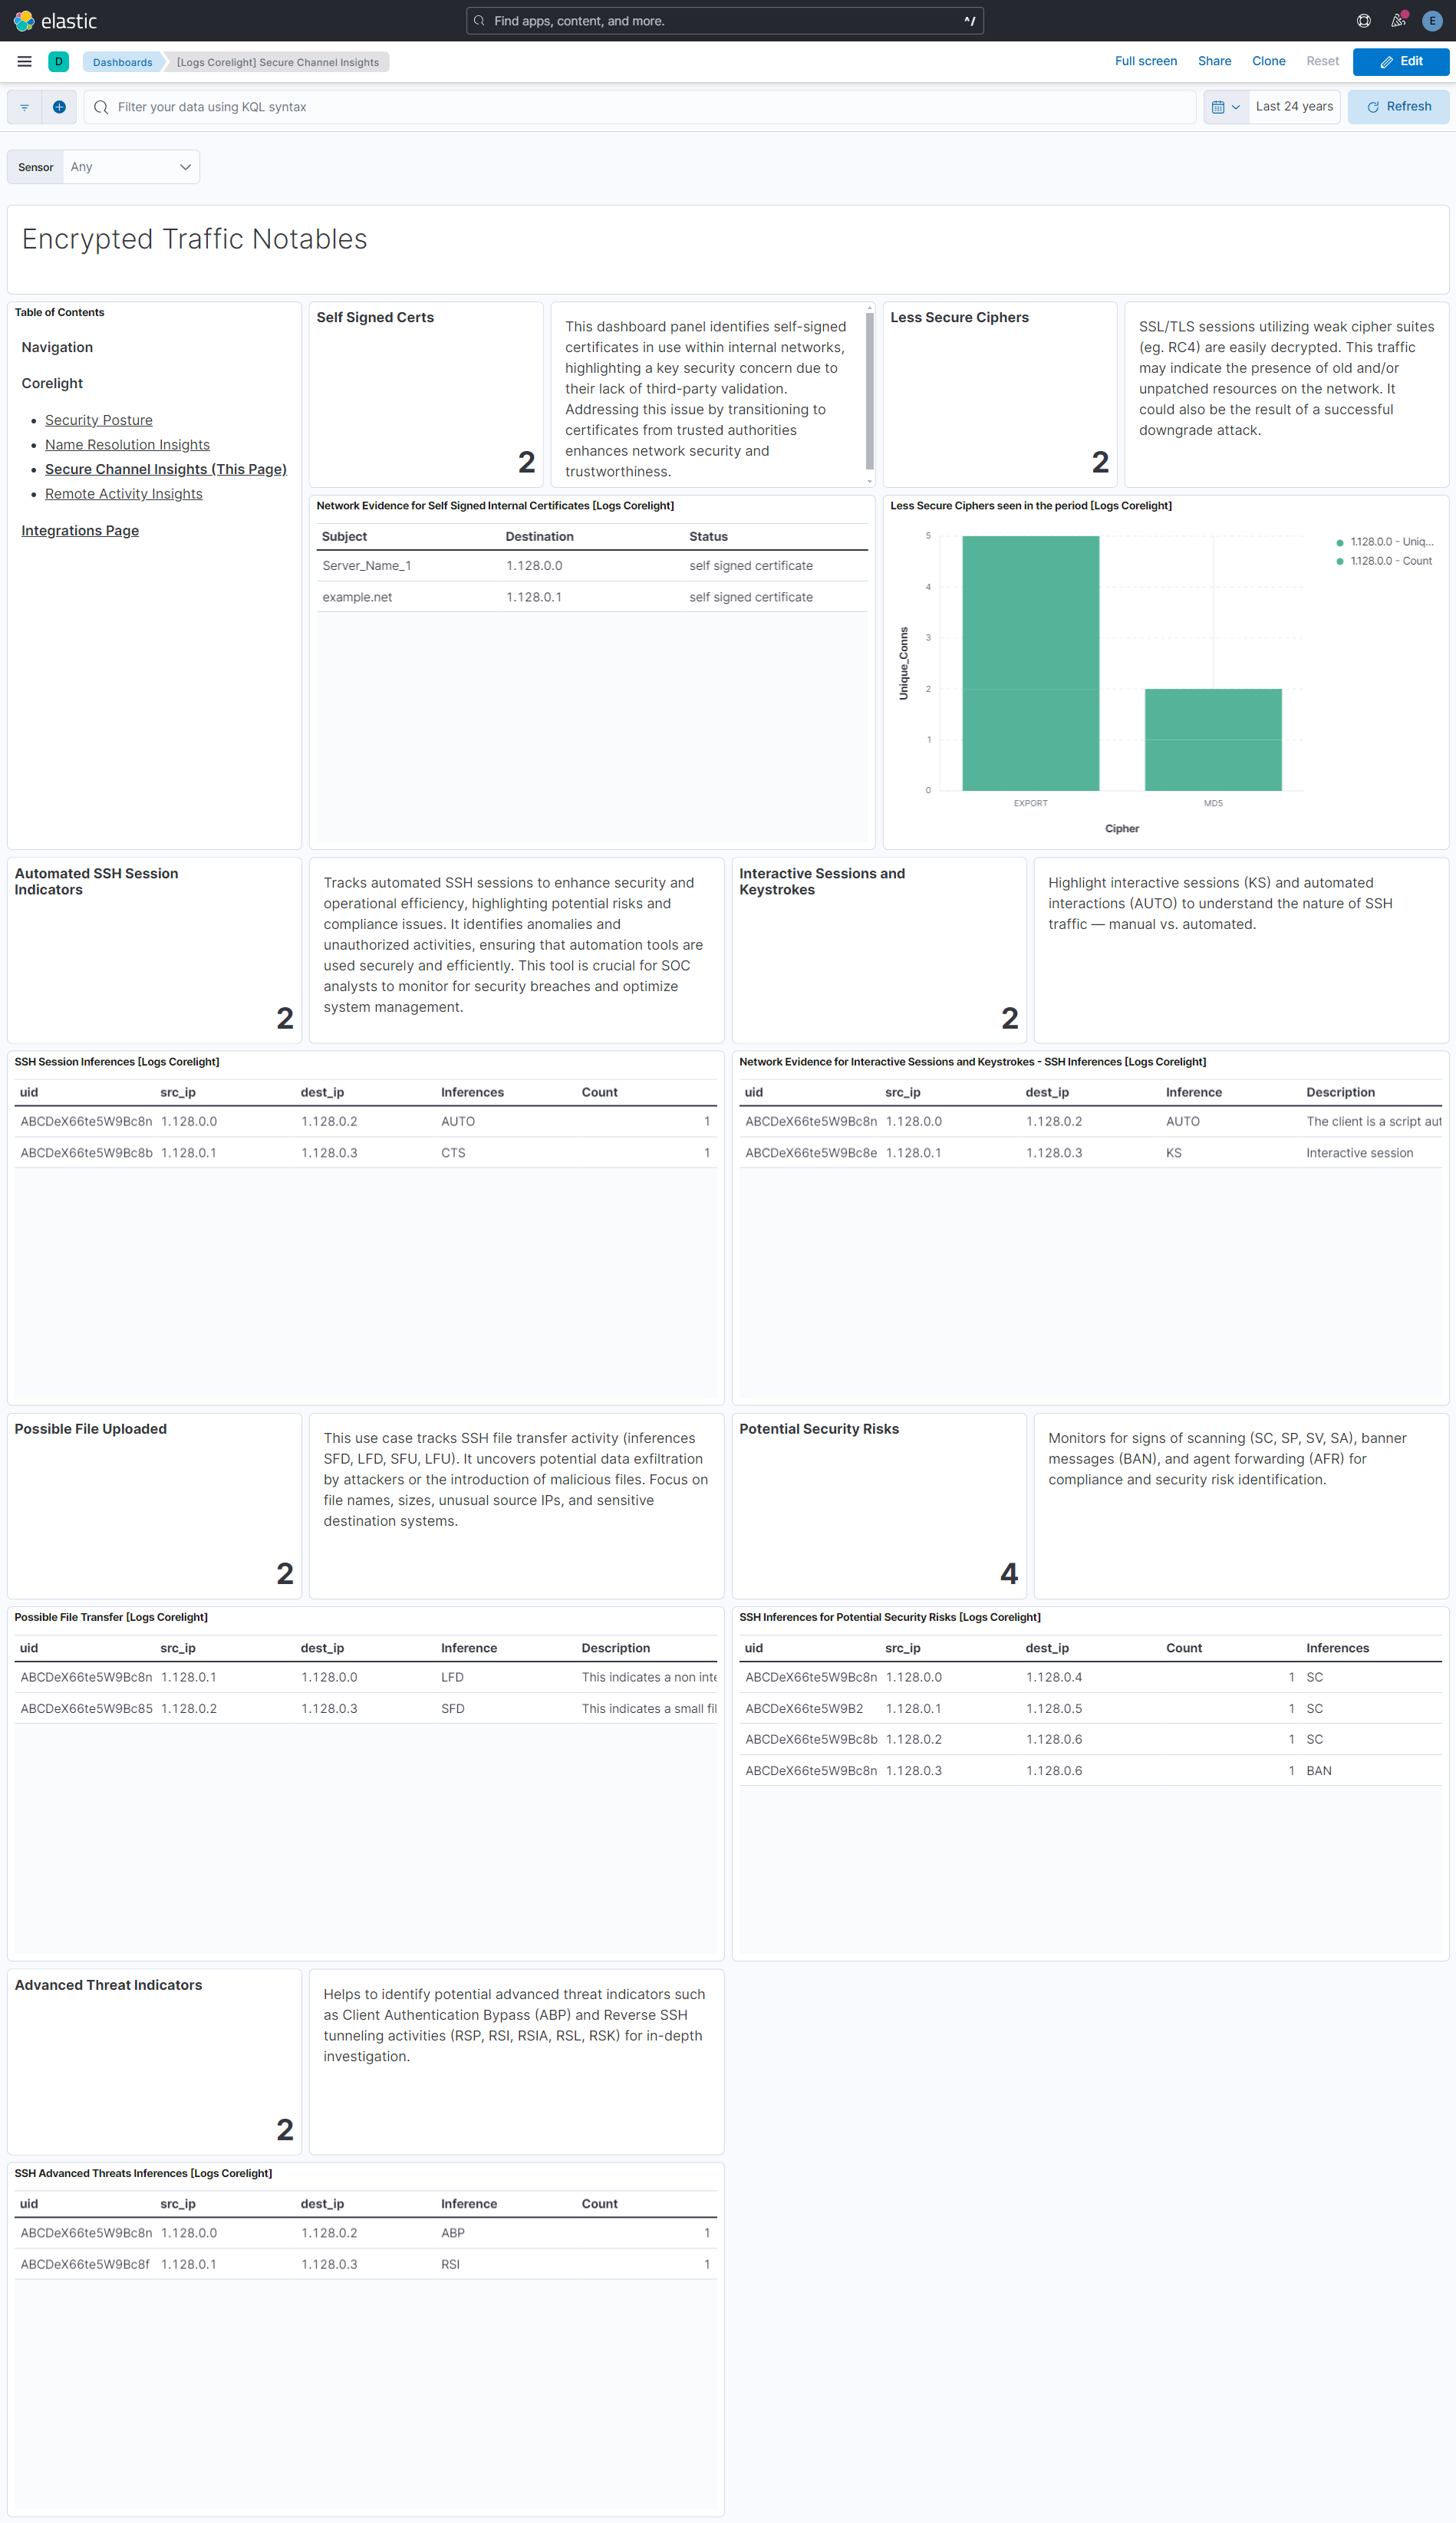 elastic
Find apps, content, and more.
^/
E
D
Dashboards
[Logs Corelight] Secure Channel Insights
Full screen
Share
Clone
Reset
Edit
Filter your data using KQL syntax
Last 24 years
Refresh
Sensor
Any
Encrypted Traffic Notables
Table of Contents
Navigation
Corelight
Security Posture
Name Resolution Insights
Secure Channel Insights (This Page)
Remote Activity Insights
Integrations Page
Self Signed Certs
2
This dashboard panel identifies self-signed
certificates in use within internal networks,
highlighting a key security concern due to
their lack of third-party validation.
Addressing this issue by transitioning to
certificates from trusted authorities
enhances network security and
trustworthiness.
Less Secure Ciphers
2
SSL/TLS sessions utilizing weak cipher suites
(eg. RC4) are easily decrypted. This traffic
may indicate the presence of old and/or
unpatched resources on the network. It
could also be the result of a successful
downgrade attack.
Network Evidence for Self Signed Internal Certificates [Logs Corelight]
Subject Destination Status
Server_Name_1 1.128.0.0 self signed certificate
example.net 1.128.0.1 self signed certificate
Less Secure Ciphers seen in the period [Logs Corelight]
5
4
3
2
1
0
Unique_Conns
EXPORT
MD5
Cipher
1.128.0.0 - Uniq...
1.128.0.0 - Count
Automated SSH Session
Indicators
2
Tracks automated SSH sessions to enhance security and
operational efficiency, highlighting potential risks and
compliance issues. It identifies anomalies and
unauthorized activities, ensuring that automation tools are
used securely and efficiently. This tool is crucial for SOC
analysts to monitor for security breaches and optimize
system management.
Interactive Sessions and
Keystrokes
2
Highlight interactive sessions (KS) and automated
interactions (AUTO) to understand the nature of SSH
traffic — manual vs. automated.
SSH Session Inferences [Logs Corelight]
uid src_ip dest_ip Inferences Count
ABCDeX66te5W9Bc8n 1.128.0.0 1.128.0.2 AUTO 1
ABCDeX66te5W9Bc8b 1.128.0.1 1.128.0.3 CTS 1
Network Evidence for Interactive Sessions and Keystrokes - SSH Inferences [Logs Corelight]
uid src_ip dest_ip Inference Description
ABCDeX66te5W9Bc8n 1.128.0.0 1.128.0.2 AUTO The client is a script aut
ABCDeX66te5W9Bc8e 1.128.0.1 1.128.0.3 KS Interactive session
Possible File Uploaded
2
This use case tracks SSH file transfer activity (inferences
SFD, LFD, SFU, LFU). It uncovers potential data exfiltration
by attackers or the introduction of malicious files. Focus on
file names, sizes, unusual source IPs, and sensitive
destination systems.
Potential Security Risks
4
Monitors for signs of scanning (SC, SP, SV, SA), banner
messages (BAN), and agent forwarding (AFR) for
compliance and security risk identification.
Possible File Transfer [Logs Corelight]
uid src_ip dest_ip Inference Description
ABCDeX66te5W9Bc8n 1.128.0.1 1.128.0.0 LFD This indicates a non inte
ABCDeX66te5W9Bc85 1.128.0.2 1.128.0.3 SFD This indicates a small fil
SSH Inferences for Potential Security Risks [Logs Corelight]
uid src_ip dest_ip Count Inferences
ABCDeX66te5W9Bc8n 1.128.0.0 1.128.0.4 1 SC
ABCDeX66te5W9B2 1.128.0.1 1.128.0.5 1 SC
ABCDeX66te5W9Bc8b 1.128.0.2 1.128.0.6 1 SC
ABCDeX66te5W9Bc8n 1.128.0.3 1.128.0.6 1 BAN
Advanced Threat Indicators
2
Helps to identify potential advanced threat indicators such
as Client Authentication Bypass (ABP) and Reverse SSH
tunneling activities (RSP, RSI, RSIA, RSL, RSK) for in-depth
investigation.
SSH Advanced Threats Inferences [Logs Corelight]
uid src_ip dest_ip Inference Count
ABCDeX66te5W9Bc8n 1.128.0.0 1.128.0.2 ABP 1
ABCDeX66te5W9Bc8f 1.128.0.1 1.128.0.3 RSI 1